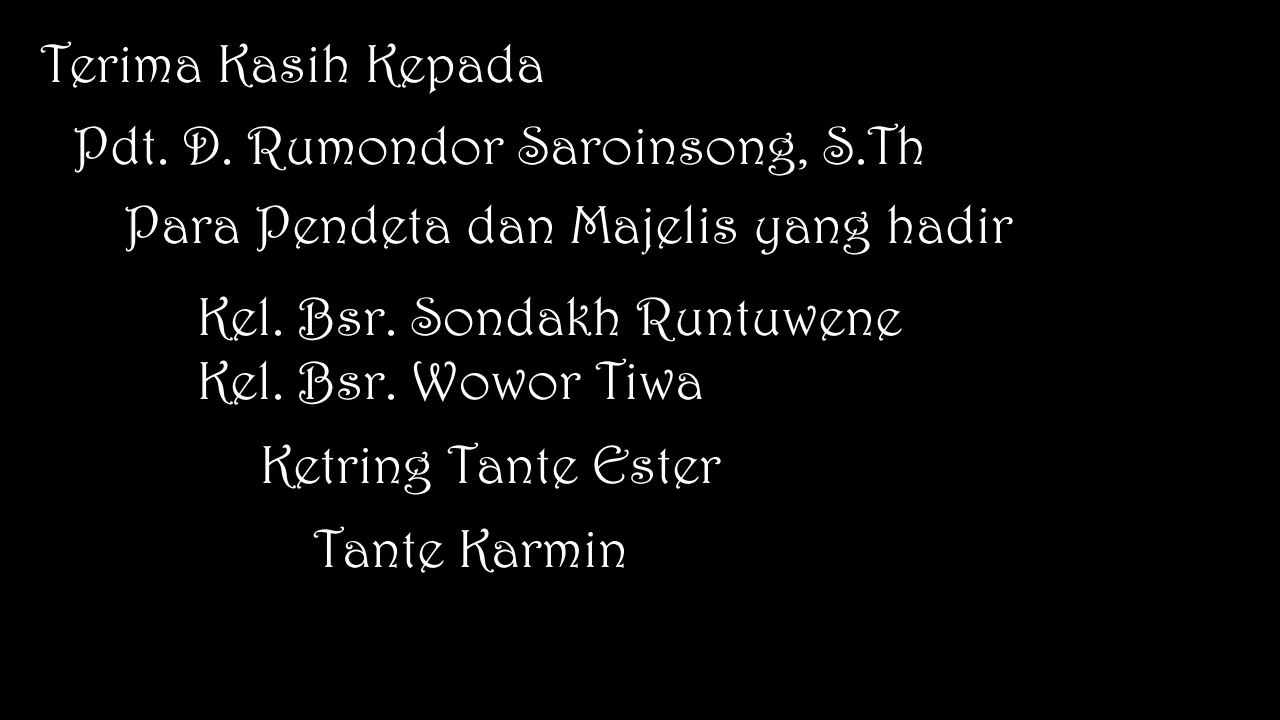 Terima Kasih Kepada
Pdt. D. Rumondor Saroinsong, S.Th
Para Pendeta dan Majelis yang hadir
Kel. Bsr. Sondakh Runtuwene
Kel. Bsr. Wowor Tiwa
Ketring Tante Ester
Tante Karmin